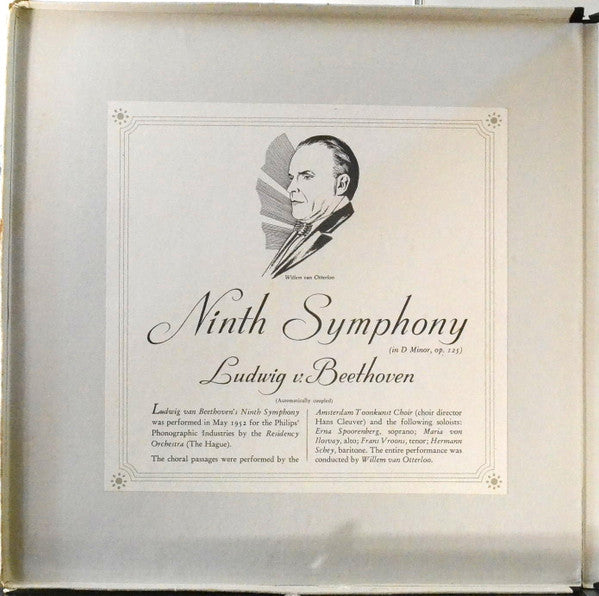 Willem van Otterloo
Ninth Symphony
(in D Minor, op. 125)
Ludwig v. Beethoven
(Automatically coupled)
Ludwig van Beethoven's Ninth Symphony
was performed in May 1952 for the Philips'
Phonographic Industries by the Residency
Orchestra (The Hague).
The choral passages were performed by the
Amsterdam Toonkunst Choir (choir director
Hans Cleuver) and the following soloists:
Erna Spoorenberg, soprano; Maria von
Ilosvay, alto; Frans Vroons, tenor; Hermann
Schey, baritone. The entire performance was
conducted by Willem van Otterloo.